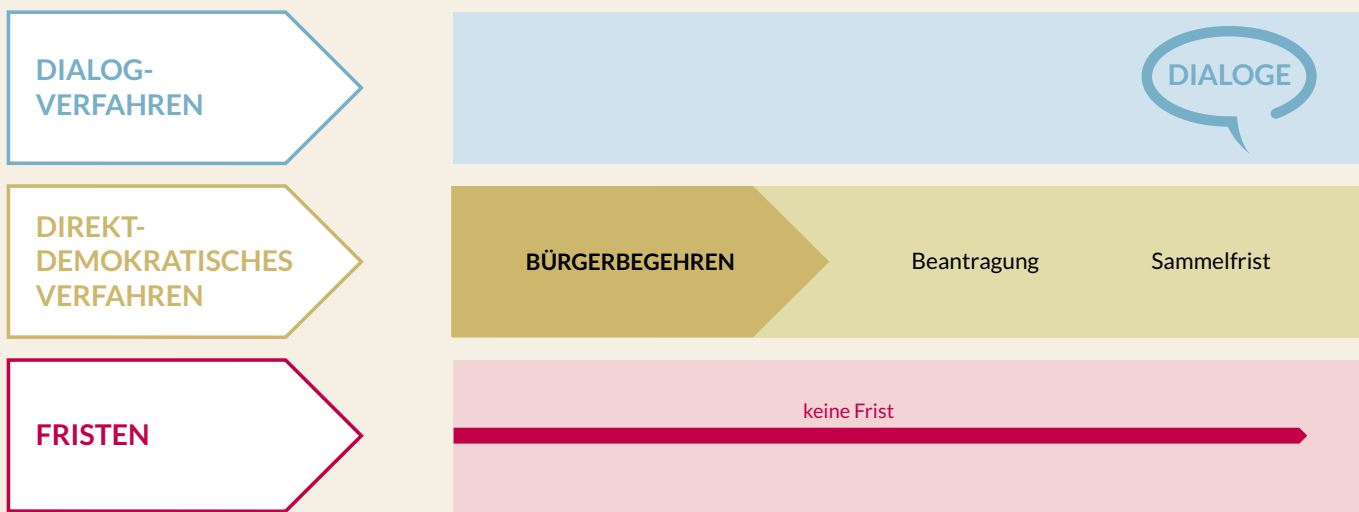 DIALOG-
VERFAHREN
DIALOGE
DIREKT-
DEMOKRATISCHES
VERFAHREN
BÜRGERBEGEHREN
Beantragung
Sammelfrist
FRISTEN
keine Frist